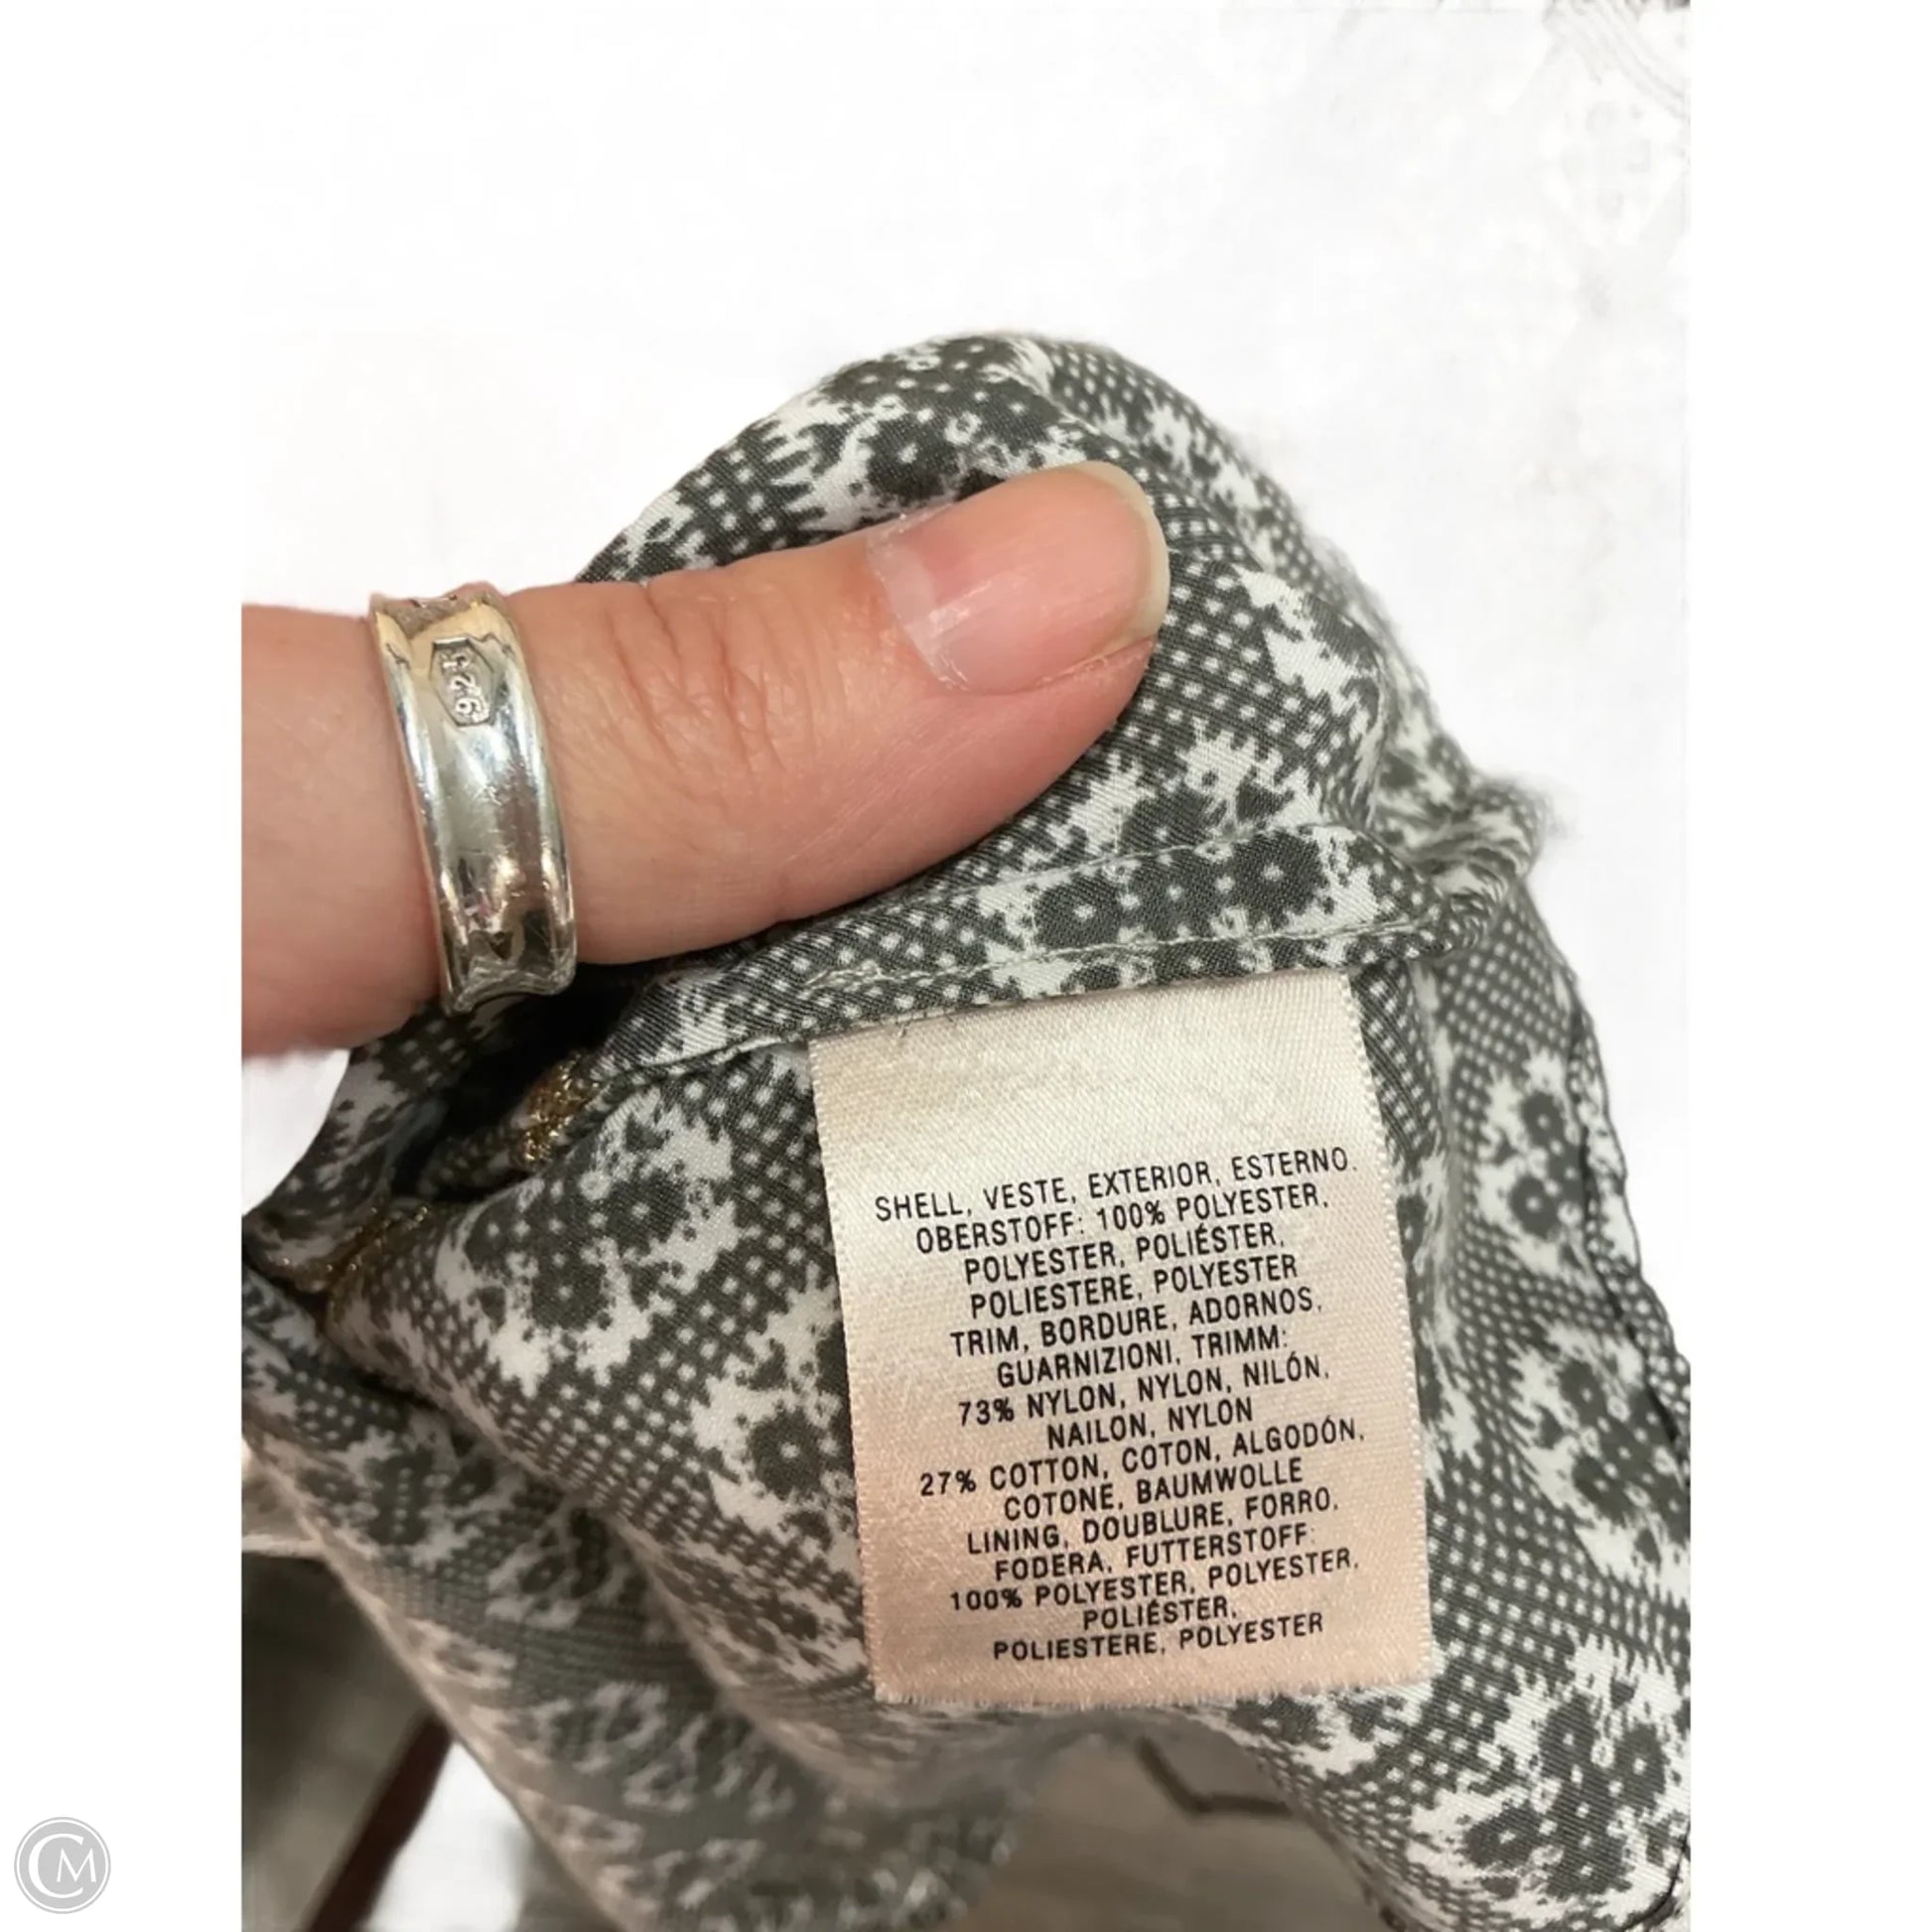 925
SHELL, VESTE, EXTERIOR, ESTERNO.
OBERSTOFF: 100% POLYESTER,
POLYESTER, POLIÉSTER,
POLIESTERE, POLYESTER
TRIM, BORDURE, ADORNOS,
GUARNIZIONI, TRIMM:
73% NYLON, NYLON, NILÓN,
NAILON, NYLON
27% COTTON, COTON, ALGODÓN,
COTONE, BAUMWOLLE
LINING, DOUBLURE, FORRO,
FODERA, FUTTERSTOFF:
100% POLYESTER, POLYESTER,
POLIÉSTER,
POLIESTERE, POLYESTER
CM